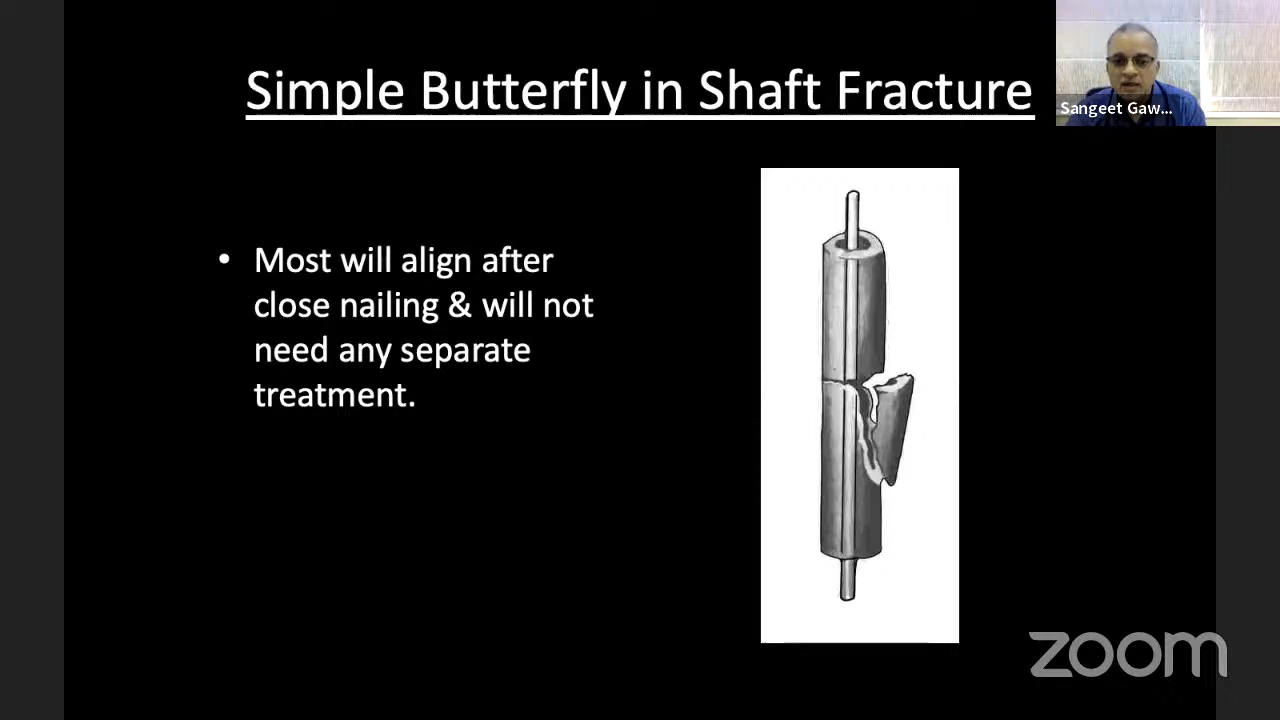 Simple Butterfly in Shaft Fracture
Sangeet Gaw...
• Most will align after
close nailing & will not
need any separate
treatment.
zoom